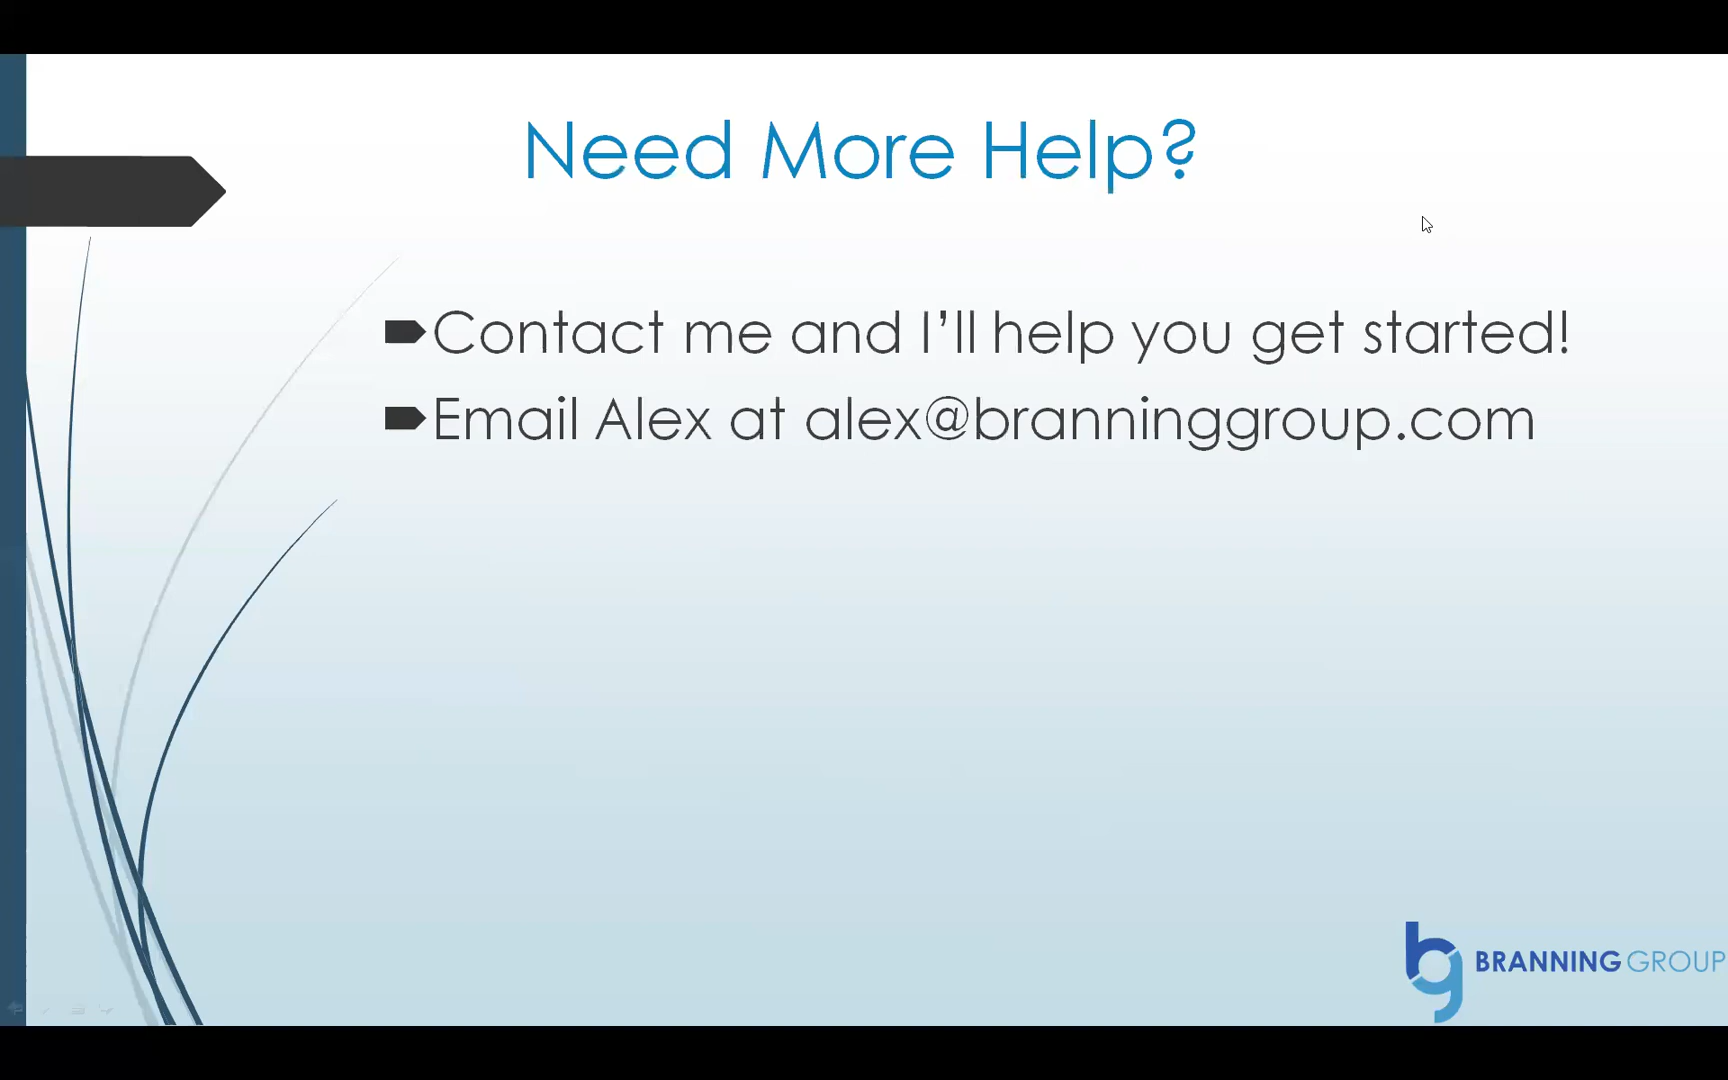 Need More Help?
Contact me and I’ll help you get started!
Email Alex at alex@branninggroup.com
bg BRANNING GROUP